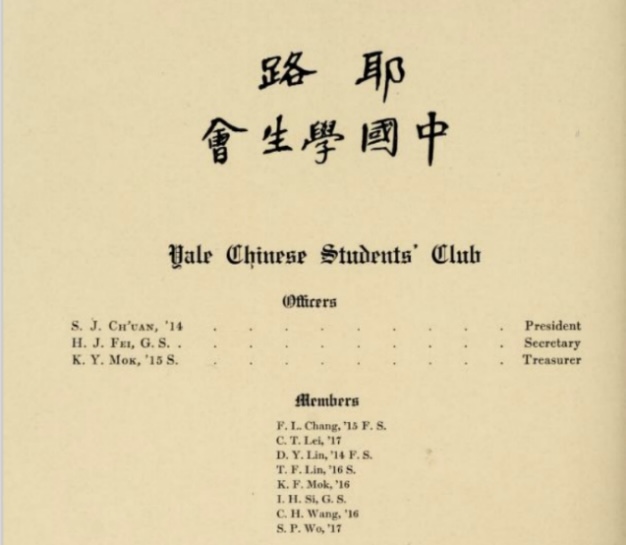 耶路
中國學生會
Yale Chinese Students' Club
Officers
S. J. Ch'uan, '14 . . . . . . . . . . President
H. J. Fei, G. S. . . . . . . . . . . . Secretary
K. Y. Mok, '15 S. . . . . . . . . . . Treasurer
Members
F. L. Chang, '15 F. S.
C. T. Lei, '17
D. Y. Lin, '14 F. S.
T. F. Lin, '16 S.
K. F. Mok, '16
I. H. Si, G. S.
C. H. Wang, '16
S. P. Wo, '17